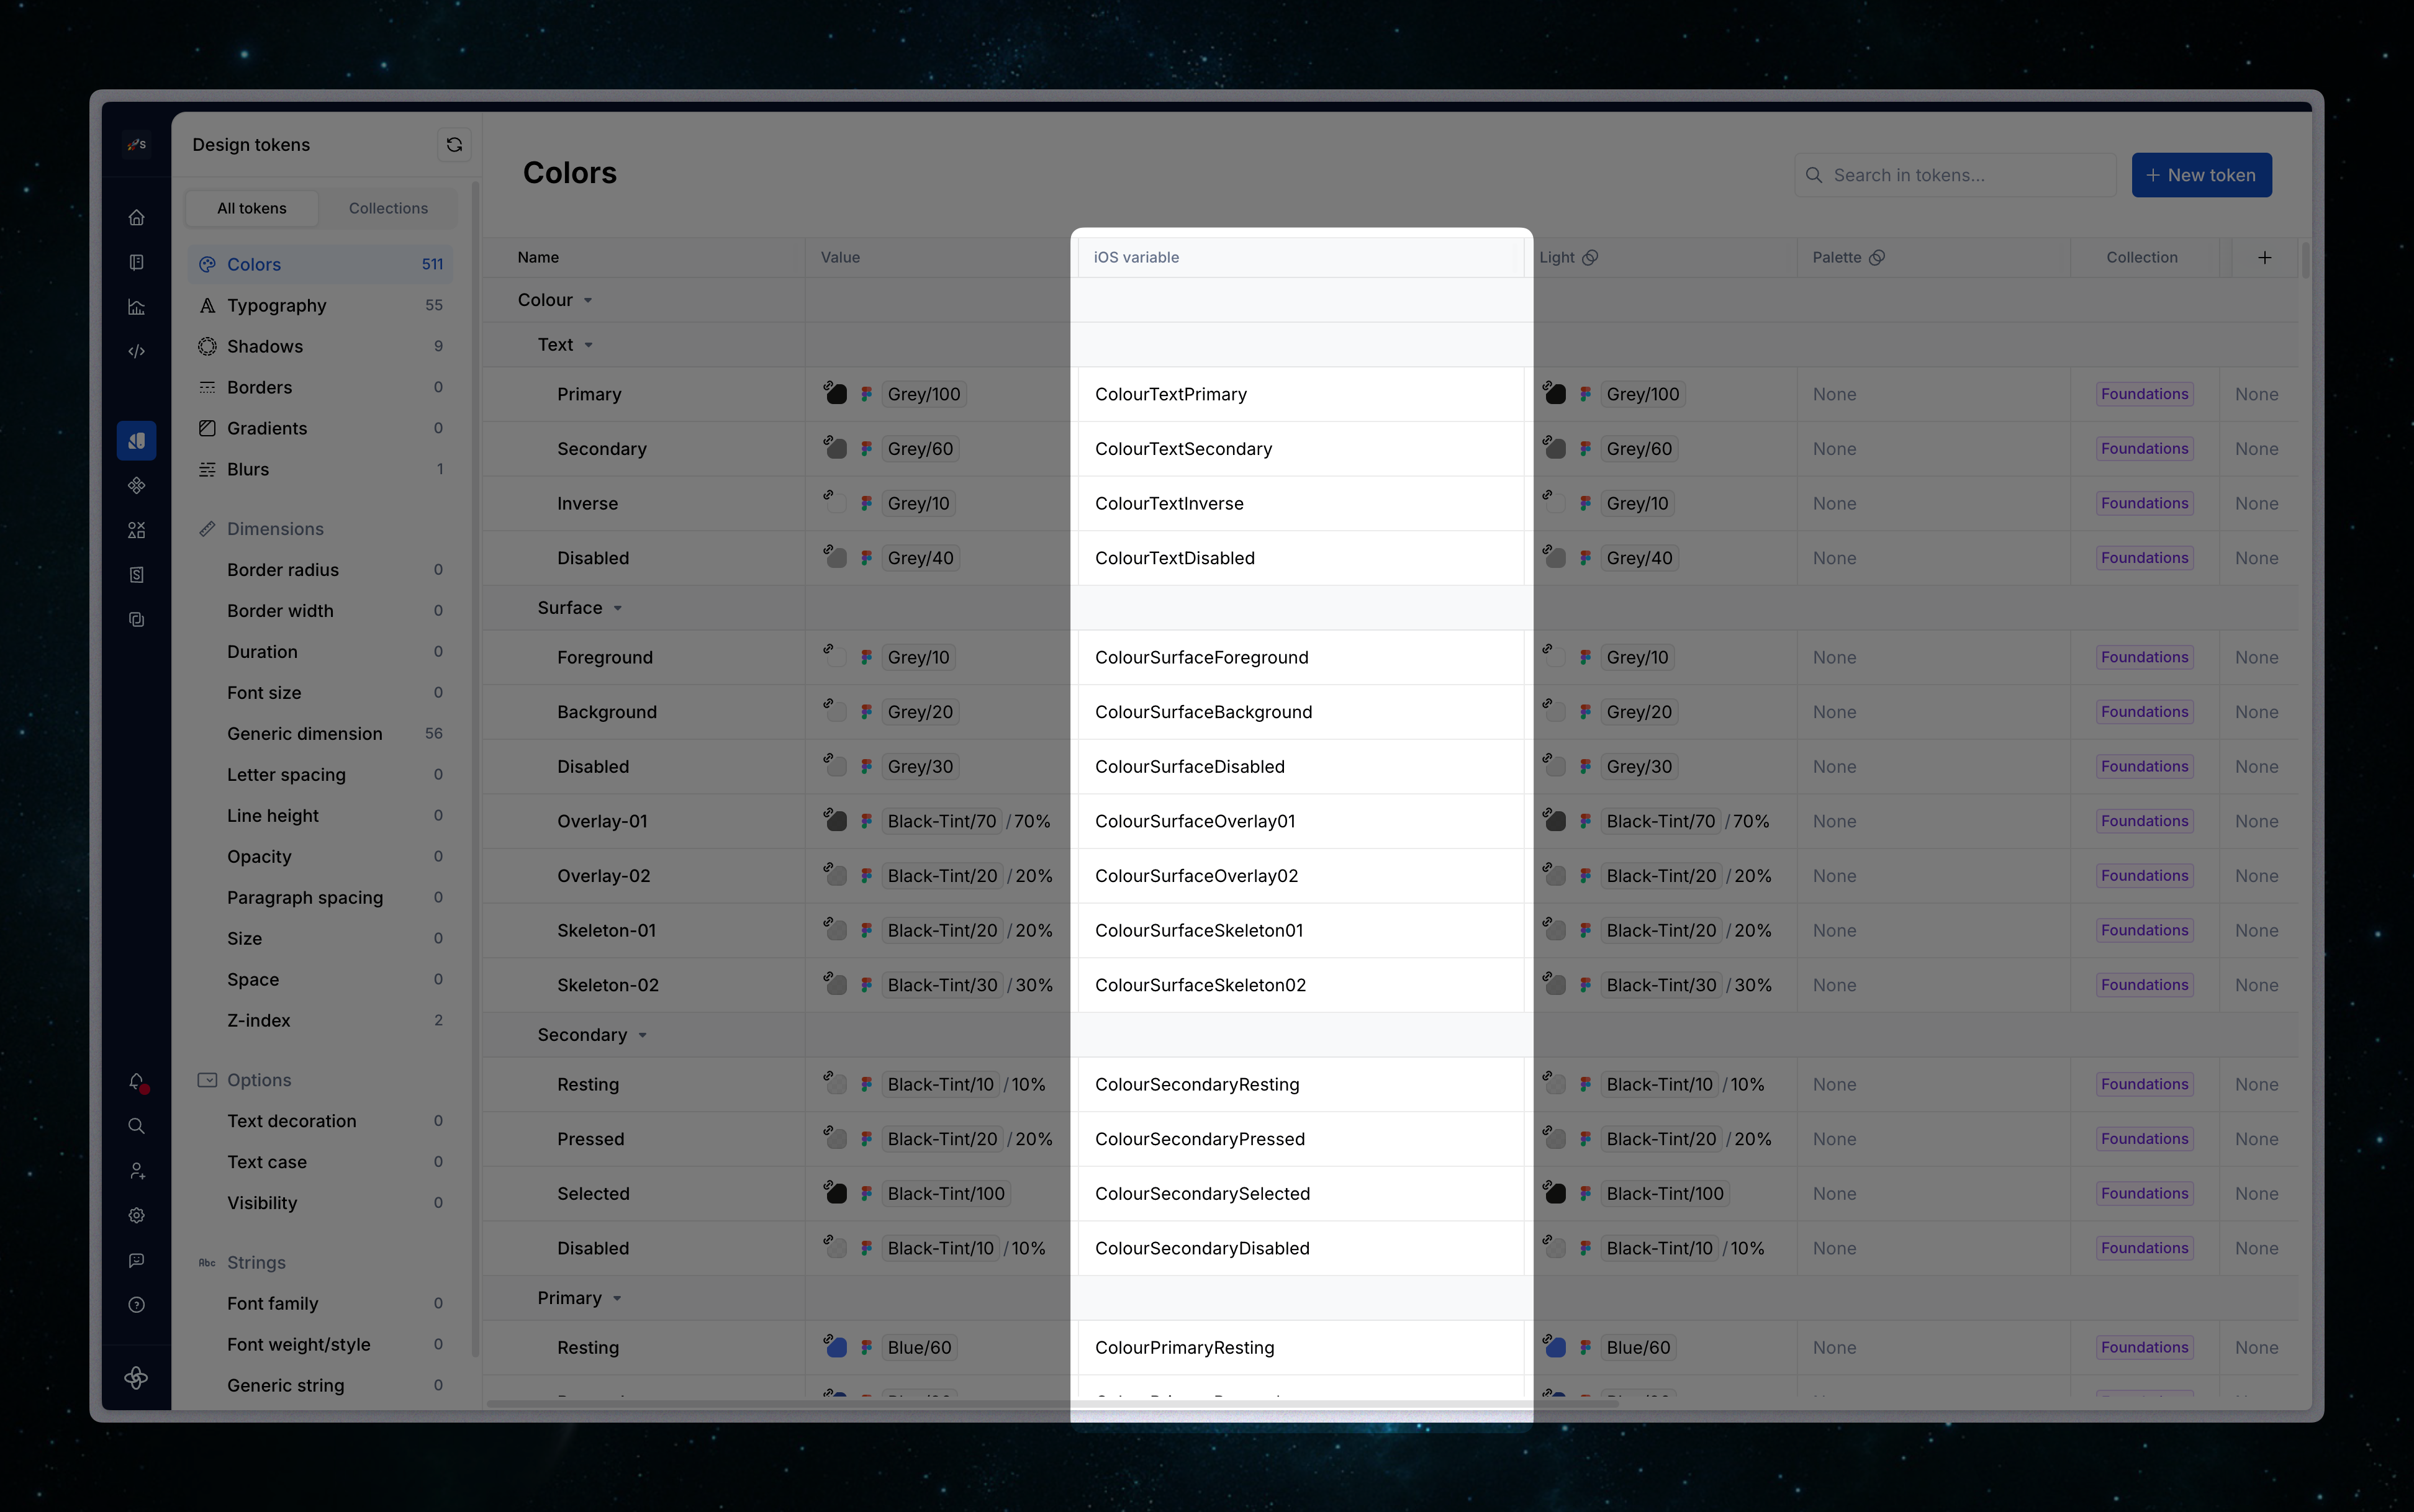 S
Design tokens
All tokens
Collections
Colors 511
Typography 55
Shadows 9
Borders 0
Gradients 0
Blurs 1
Dimensions
Border radius 0
Border width 0
Duration 0
Font size 0
Generic dimension 56
Letter spacing 0
Line height 0
Opacity 0
Paragraph spacing 0
Size 0
Space 0
Z-index 2
Options
Text decoration 0
Text case 0
Visibility 0
Abc Strings
Font family 0
Font weight/style 0
Generic string 0
Colors
Search in tokens...
+ New token
Name Value iOS variable Light Palette Collection +
Colour
Text
Primary Grey/100 ColourTextPrimary Grey/100 None Foundations None
Secondary Grey/60 ColourTextSecondary Grey/60 None Foundations None
Inverse Grey/10 ColourTextInverse Grey/10 None Foundations None
Disabled Grey/40 ColourTextDisabled Grey/40 None Foundations None
Surface
Foreground Grey/10 ColourSurfaceForeground Grey/10 None Foundations None
Background Grey/20 ColourSurfaceBackground Grey/20 None Foundations None
Disabled Grey/30 ColourSurfaceDisabled Grey/30 None Foundations None
Overlay-01 Black-Tint/70 / 70% ColourSurfaceOverlay01 Black-Tint/70 / 70% None Foundations None
Overlay-02 Black-Tint/20 / 20% ColourSurfaceOverlay02 Black-Tint/20 / 20% None Foundations None
Skeleton-01 Black-Tint/20 / 20% ColourSurfaceSkeleton01 Black-Tint/20 / 20% None Foundations None
Skeleton-02 Black-Tint/30 / 30% ColourSurfaceSkeleton02 Black-Tint/30 / 30% None Foundations None
Secondary
Resting Black-Tint/10 / 10% ColourSecondaryResting Black-Tint/10 / 10% None Foundations None
Pressed Black-Tint/20 / 20% ColourSecondaryPressed Black-Tint/20 / 20% None Foundations None
Selected Black-Tint/100 ColourSecondarySelected Black-Tint/100 None Foundations None
Disabled Black-Tint/10 / 10% ColourSecondaryDisabled Black-Tint/10 / 10% None Foundations None
Primary
Resting Blue/60 ColourPrimaryResting Blue/60 None Foundations None